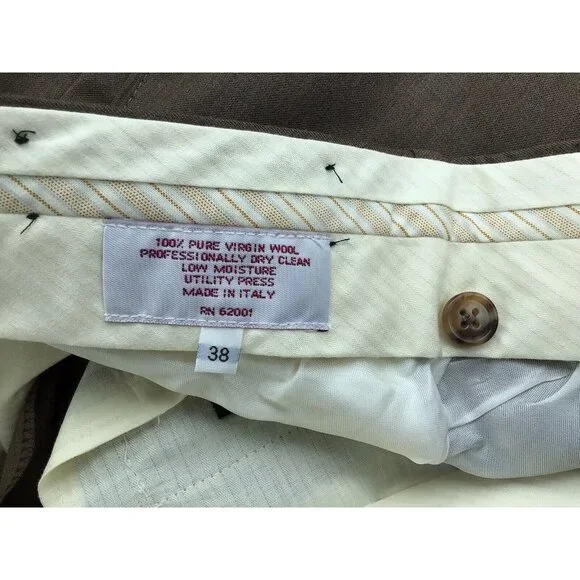 100% PURE VIRGIN WOOL
PROFESSIONALLY DRY CLEAN
LOW MOISTURE
UTILITY PRESS
MADE IN ITALY
RN 62001
38